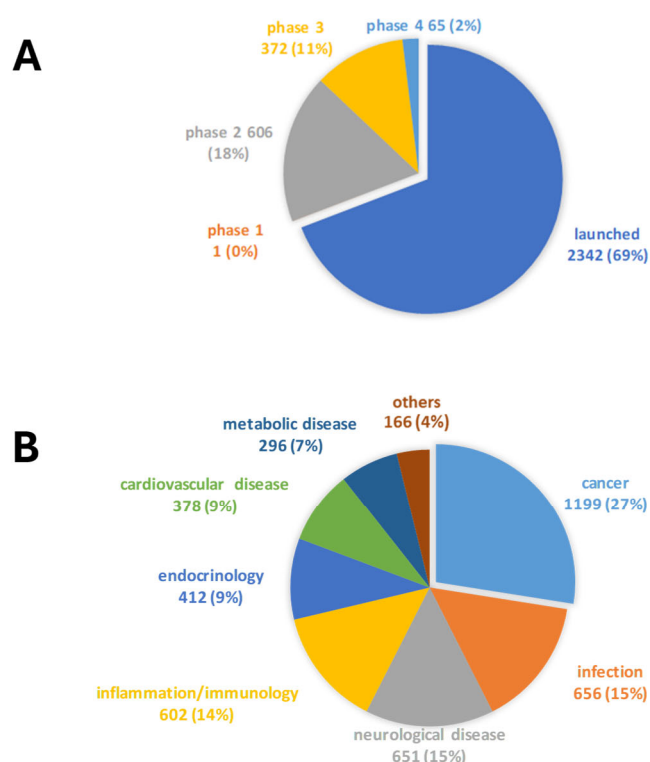 A
phase 3
372 (11%)
phase 4 65 (2%)
phase 2 606
(18%)
phase 1
1 (0%)
launched
2342 (69%)
B
others
166 (4%)
metabolic disease
296 (7%)
cancer
1199 (27%)
cardiovascular disease
378 (9%)
endocrinology
412 (9%)
infection
656 (15%)
inflammation/immunology
602 (14%)
neurological disease
651 (15%)